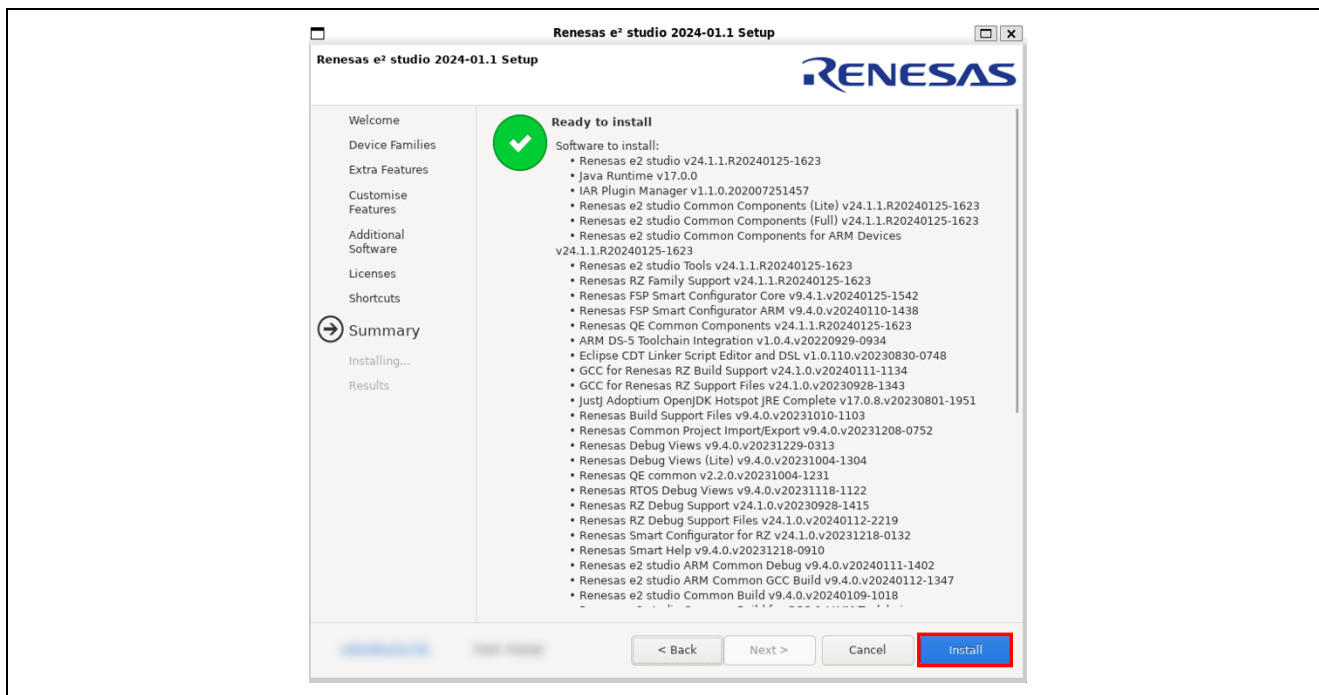 Renesas e² studio 2024-01.1 Setup
Renesas e² studio 2024-01.1 Setup
RENESAS
Welcome
Device Families
Extra Features
Customise
Features
Additional
Software
Licenses
Shortcuts
Summary
Installing...
Results
Ready to install
Software to install:
• Renesas e2 studio v24.1.1.R20240125-1623
• Java Runtime v17.0.0
• IAR Plugin Manager v1.1.0.202007251457
• Renesas e2 studio Common Components (Lite) v24.1.1.R20240125-1623
• Renesas e2 studio Common Components (Full) v24.1.1.R20240125-1623
• Renesas e2 studio Common Components for ARM Devices
v24.1.1.R20240125-1623
• Renesas e2 studio Tools v24.1.1.R20240125-1623
• Renesas RZ Family Support v24.1.1.R20240125-1623
• Renesas FSP Smart Configurator Core v9.4.1.v20240125-1542
• Renesas FSP Smart Configurator ARM v9.4.0.v20240110-1438
• Renesas QE Common Components v24.1.1.R20240125-1623
• ARM DS-5 Toolchain Integration v1.0.4.v20220929-0934
• Eclipse CDT Linker Script Editor and DSL v1.0.110.v20230830-0748
• GCC for Renesas RZ Build Support v24.1.0.v20240111-1134
• GCC for Renesas RZ Support Files v24.1.0.v20230928-1343
• JustJ Adoptium OpenJDK Hotspot JRE Complete v17.0.8.v20230801-1951
• Renesas Build Support Files v9.4.0.v20231010-1103
• Renesas Common Project Import/Export v9.4.0.v20231208-0752
• Renesas Debug Views v9.4.0.v20231229-0313
• Renesas Debug Views (Lite) v9.4.0.v20231004-1304
• Renesas QE common v2.2.0.v20231004-1231
• Renesas RTOS Debug Views v9.4.0.v20231118-1122
• Renesas RZ Debug Support v24.1.0.v20230928-1415
• Renesas RZ Debug Support Files v24.1.0.v20240112-2219
• Renesas Smart Configurator for RZ v24.1.0.v20231218-0132
• Renesas Smart Help v9.4.0.v20231218-0910
• Renesas e2 studio ARM Common Debug v9.4.0.v20240111-1402
• Renesas e2 studio ARM Common GCC Build v9.4.0.v20240112-1347
• Renesas e2 studio Common Build v9.4.0.v20240109-1018
< Back
Next >
Cancel
Install